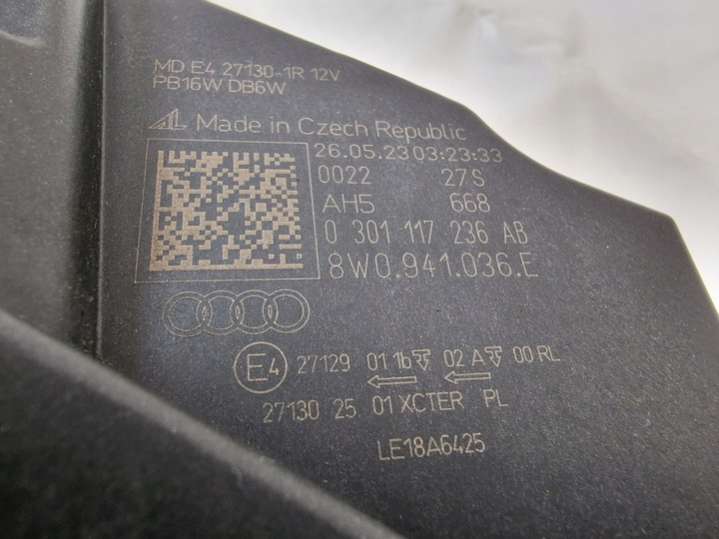 MD E4 27130-1R 12V
PB16W DB6W
AL Made in Czech Republic
26.05.23 03:23:33
0022 27S
AH5 668
0 301 117 236 AB
8W0.941.036.E
E4 27129 01 1b 02 A 00 RL
27130 25 01 XCTER PL
LE18A6425